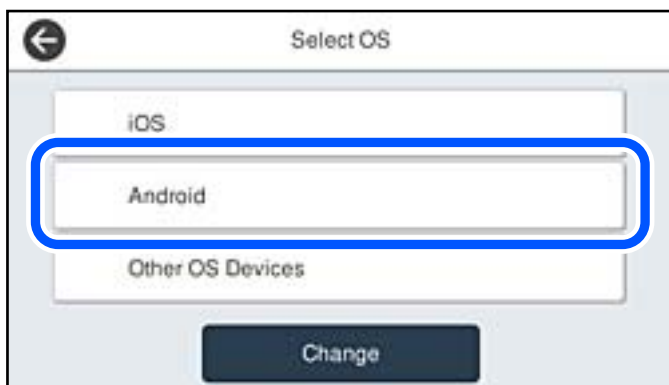 Select OS
iOS
Android
Other OS Devices
Change